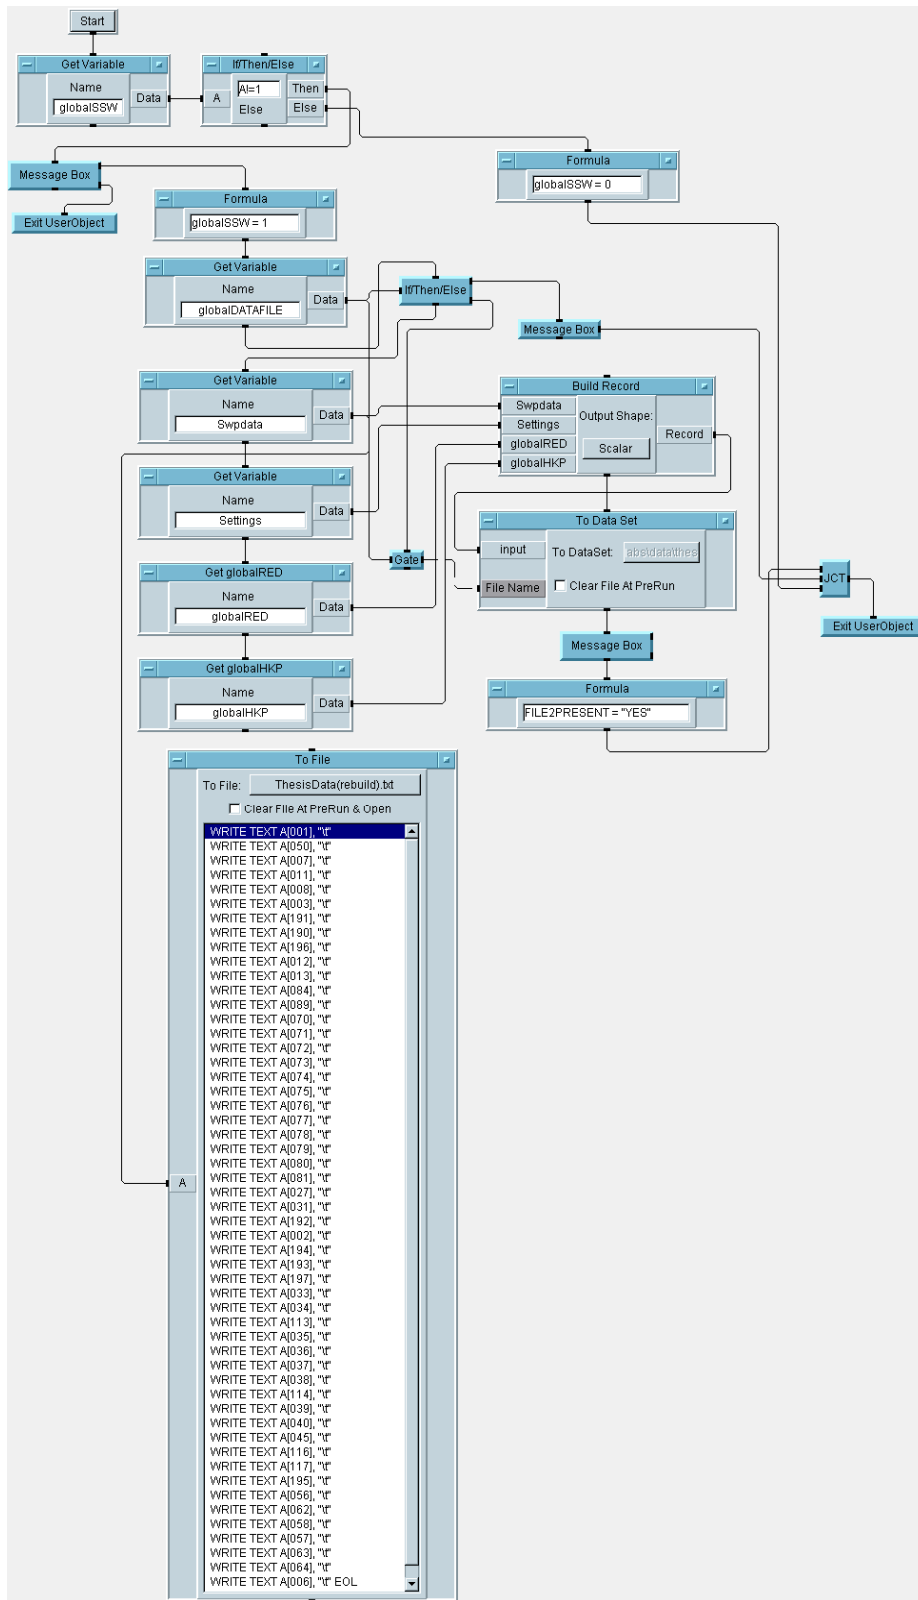 Start
Get Variable
Name
globalSSW
Data
If/Then/Else
A
A!=1
Then
Else
Else
Message Box
Exit UserObject
Formula
globalSSW = 0
Formula
globalSSW = 1
Get Variable
Name
globalDATAFILE
Data
If/Then/Else
Message Box
Get Variable
Name
Swpdata
Data
Build Record
Swpdata
Settings
globalRED
globalHKP
Output Shape:
Scalar
Record
Get Variable
Name
Settings
Data
To Data Set
input
File Name
To DataSet:
abs\data\thes
Clear File At PreRun
Gate
Get globalRED
Name
globalRED
Data
JCT
Exit UserObject
Message Box
Get globalHKP
Name
globalHKP
Data
Formula
FILE2PRESENT = "YES"
To File
To File:
ThesisData(rebuild).txt
Clear File At PreRun & Open
A
WRITE TEXT A[001], "\t"
WRITE TEXT A[050], "\t"
WRITE TEXT A[007], "\t"
WRITE TEXT A[011], "\t"
WRITE TEXT A[008], "\t"
WRITE TEXT A[003], "\t"
WRITE TEXT A[191], "\t"
WRITE TEXT A[190], "\t"
WRITE TEXT A[196], "\t"
WRITE TEXT A[012], "\t"
WRITE TEXT A[013], "\t"
WRITE TEXT A[084], "\t"
WRITE TEXT A[089], "\t"
WRITE TEXT A[070], "\t"
WRITE TEXT A[071], "\t"
WRITE TEXT A[072], "\t"
WRITE TEXT A[073], "\t"
WRITE TEXT A[074], "\t"
WRITE TEXT A[075], "\t"
WRITE TEXT A[076], "\t"
WRITE TEXT A[077], "\t"
WRITE TEXT A[078], "\t"
WRITE TEXT A[079], "\t"
WRITE TEXT A[080], "\t"
WRITE TEXT A[081], "\t"
WRITE TEXT A[027], "\t"
WRITE TEXT A[031], "\t"
WRITE TEXT A[192], "\t"
WRITE TEXT A[002], "\t"
WRITE TEXT A[194], "\t"
WRITE TEXT A[193], "\t"
WRITE TEXT A[197], "\t"
WRITE TEXT A[033], "\t"
WRITE TEXT A[034], "\t"
WRITE TEXT A[113], "\t"
WRITE TEXT A[035], "\t"
WRITE TEXT A[036], "\t"
WRITE TEXT A[037], "\t"
WRITE TEXT A[038], "\t"
WRITE TEXT A[114], "\t"
WRITE TEXT A[039], "\t"
WRITE TEXT A[040], "\t"
WRITE TEXT A[045], "\t"
WRITE TEXT A[116], "\t"
WRITE TEXT A[117], "\t"
WRITE TEXT A[195], "\t"
WRITE TEXT A[056], "\t"
WRITE TEXT A[062], "\t"
WRITE TEXT A[058], "\t"
WRITE TEXT A[057], "\t"
WRITE TEXT A[063], "\t"
WRITE TEXT A[064], "\t"
WRITE TEXT A[006], "\t" EOL